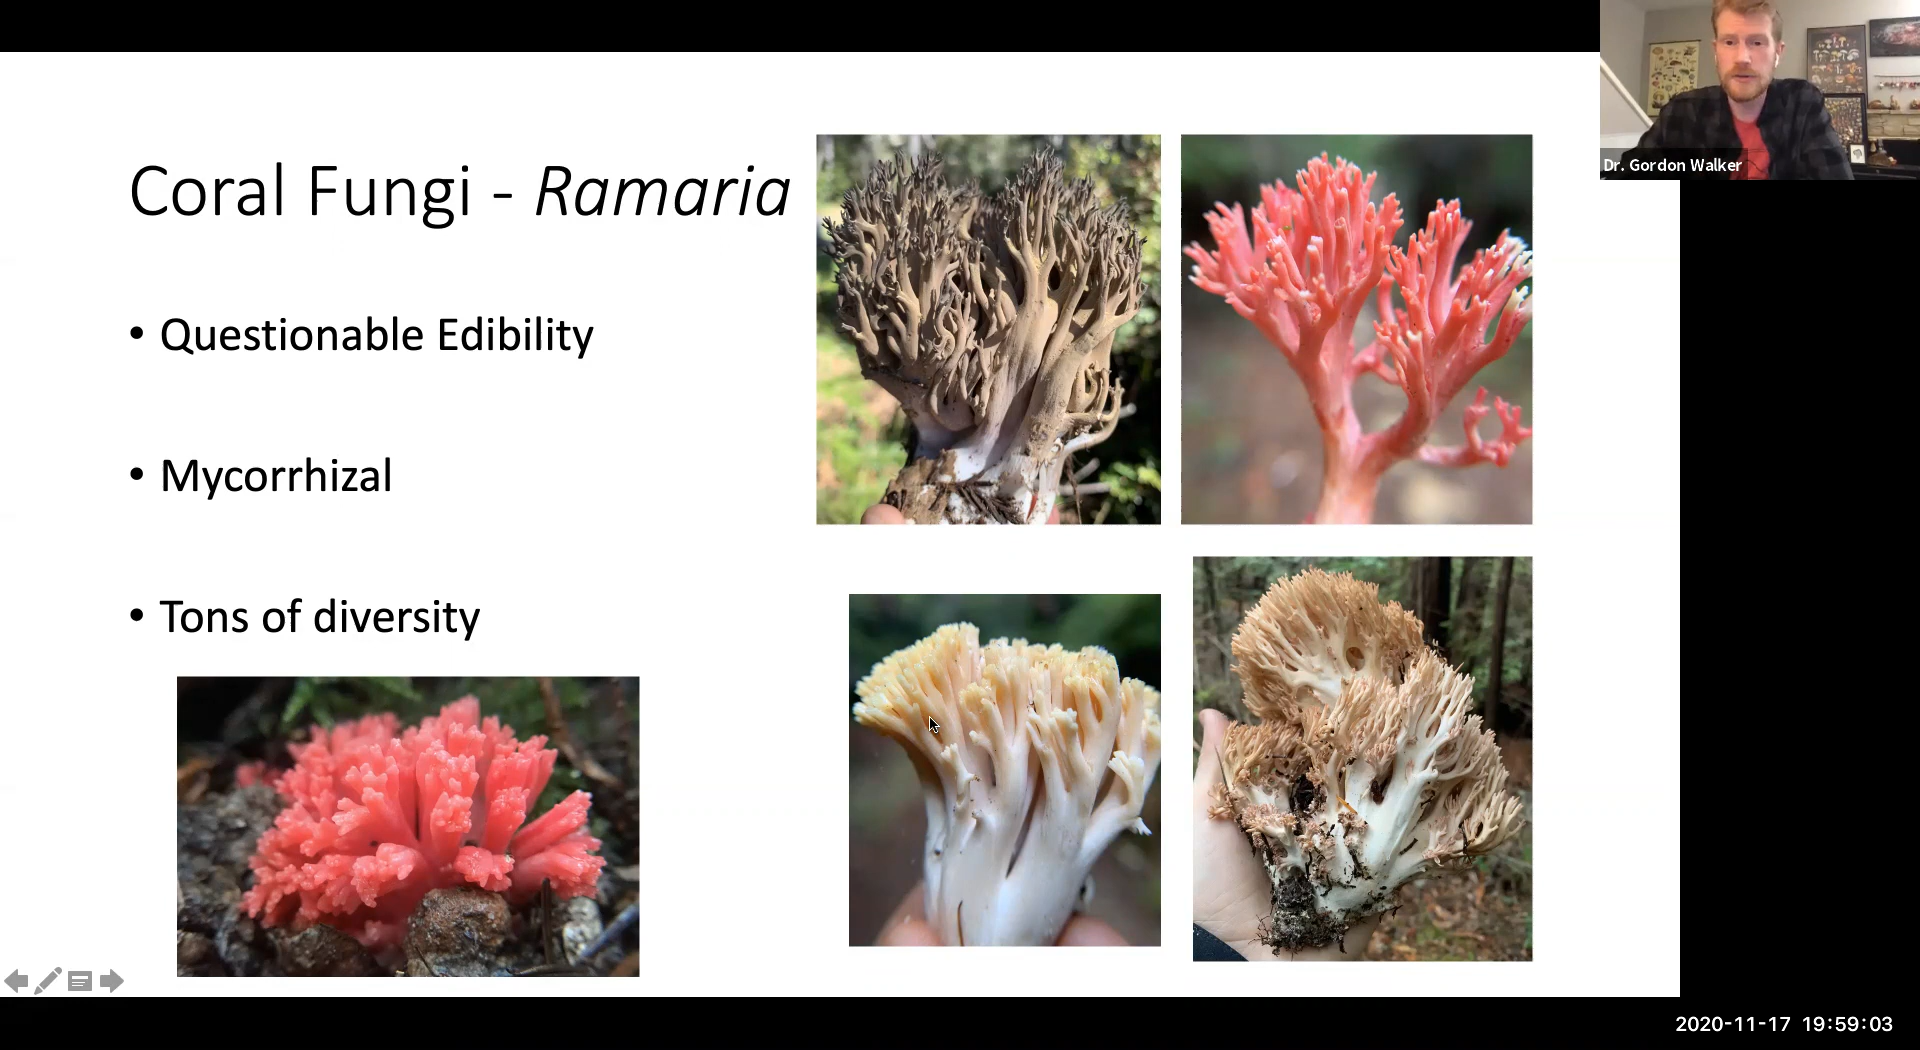 Coral Fungi - Ramaria
• Questionable Edibility
• Mycorrhizal
• Tons of diversity
Dr. Gordon Walker
2020-11-17 19:59:03